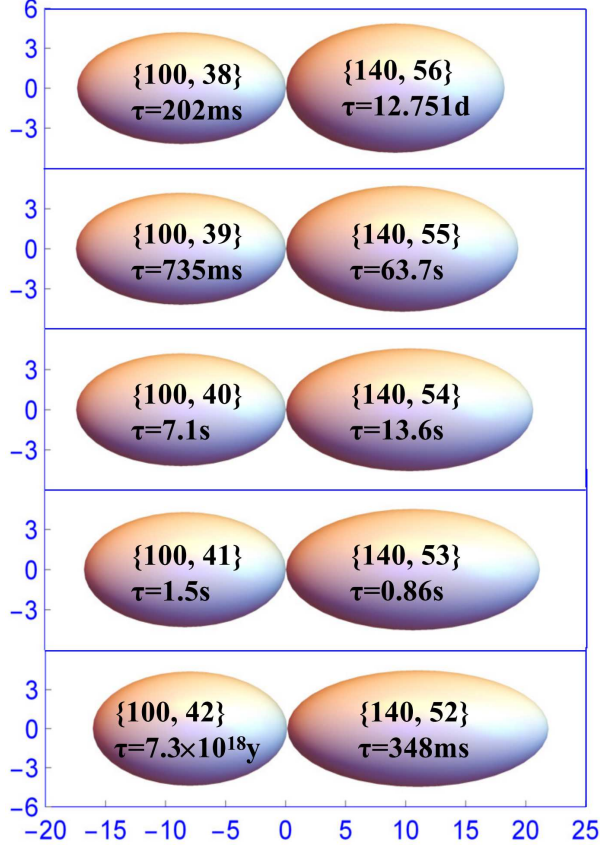 6
{100, 38} {140, 56}
0
τ=202ms τ=12.751d
−3
3
{100, 39} {140, 55}
0
τ=735ms τ=63.7s
−3
3
{100, 40} {140, 54}
0
τ=7.1s τ=13.6s
−3
3
{100, 41} {140, 53}
0
τ=1.5s τ=0.86s
−3
3
{100, 42} {140, 52}
0
τ=7.3×10¹⁸y τ=348ms
−3
−6
−20 −15 −10 −5 0 5 10 15 20 25